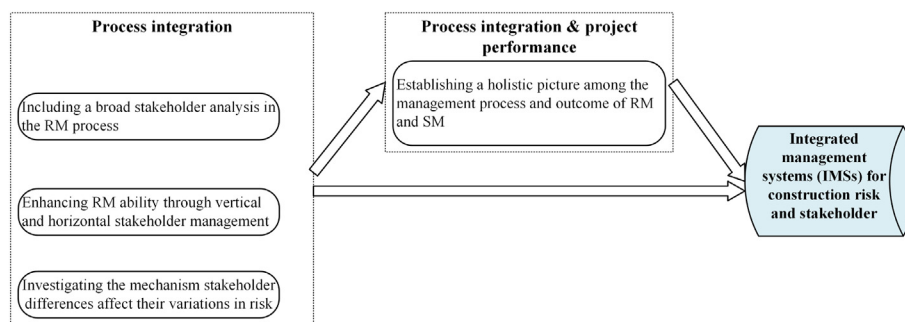 Process integration
Including a broad stakeholder analysis in
the RM process
Enhancing RM ability through vertical
and horizontal stakeholder management
Investigating the mechanism stakeholder
differences affect their variations in risk
Process integration & project
performance
Establishing a holistic picture among the
management process and outcome of RM
and SM
Integrated
management
systems (IMSs) for
construction risk
and stakeholder